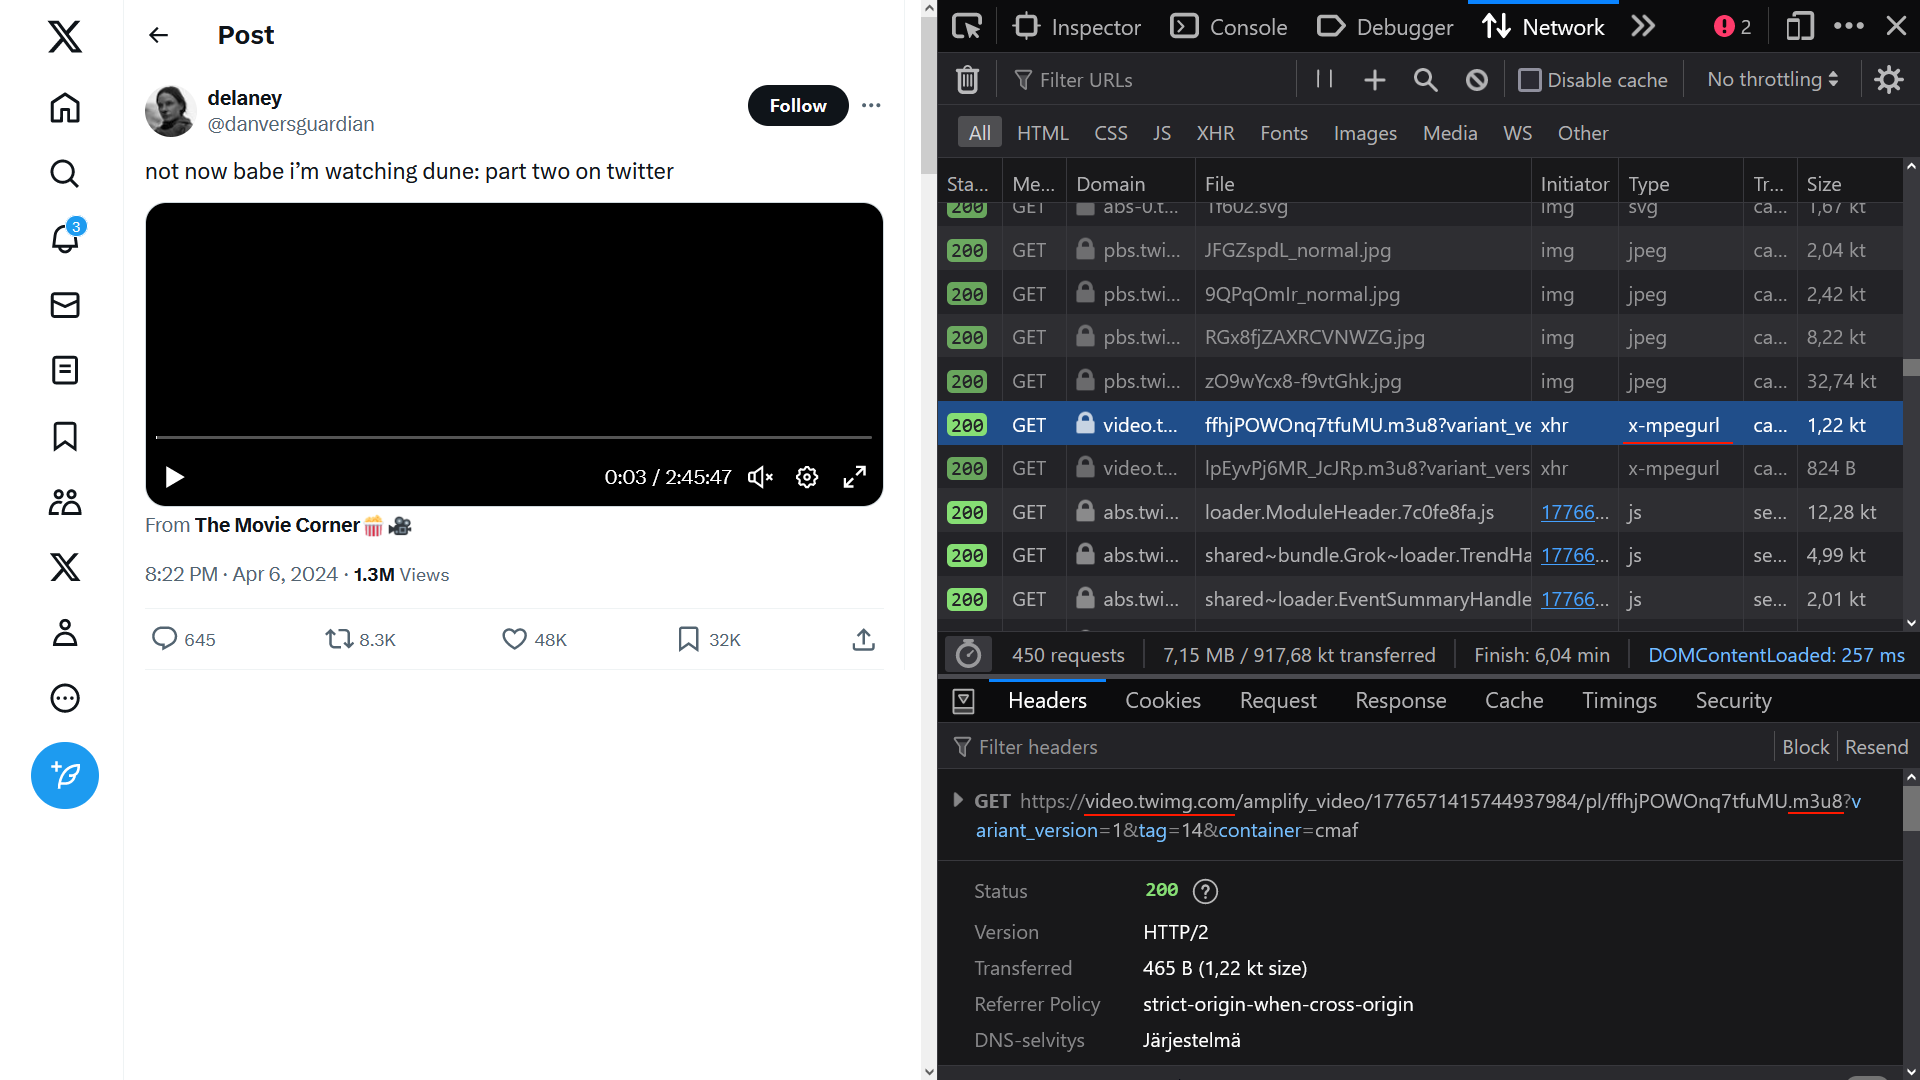 Post
delaney
@danversguardian
Follow
not now babe i’m watching dune: part two on twitter
0:03 / 2:45:47
From The Movie Corner🍿🎥
8:22 PM · Apr 6, 2024 · 1.3M Views
645 8.3K 48K 32K
3
Inspector Console Debugger Network 2
Filter URLs Disable cache No throttling
All HTML CSS JS XHR Fonts Images Media WS Other
Sta... Me... Domain File Initiator Type Tr... Size
200 GET abs-0.t... 1f602.svg img svg ca... 1,67 kt
200 GET pbs.twi... JFGZspdL_normal.jpg img jpeg ca... 2,04 kt
200 GET pbs.twi... 9QPqOmIr_normal.jpg img jpeg ca... 2,42 kt
200 GET pbs.twi... RGx8fjZAXRCVNWZG.jpg img jpeg ca... 8,22 kt
200 GET pbs.twi... zO9wYcx8-f9vtGhk.jpg img jpeg ca... 32,74 kt
200 GET video.t... ffhjPOWOnq7tfuMU.m3u8?variant_ve xhr x-mpegurl ca... 1,22 kt
200 GET video.t... lpEyvPj6MR_JcJRp.m3u8?variant_vers xhr x-mpegurl ca... 824 B
200 GET abs.twi... loader.ModuleHeader.7c0fe8fa.js 17766... js se... 12,28 kt
200 GET abs.twi... shared~bundle.Grok~loader.TrendHa 17766... js se... 4,99 kt
200 GET abs.twi... shared~loader.EventSummaryHandle 17766... js se... 2,01 kt
450 requests 7,15 MB / 917,68 kt transferred Finish: 6,04 min DOMContentLoaded: 257 ms
Headers Cookies Request Response Cache Timings Security
Filter headers Block Resend
GET https://video.twimg.com/amplify_video/1776571415744937984/pl/ffhjPOWOnq7tfuMU.m3u8?v
ariant_version=1&tag=14&container=cmaf
Status 200 ?
Version HTTP/2
Transferred 465 B (1,22 kt size)
Referrer Policy strict-origin-when-cross-origin
DNS-selvitys Järjestelmä